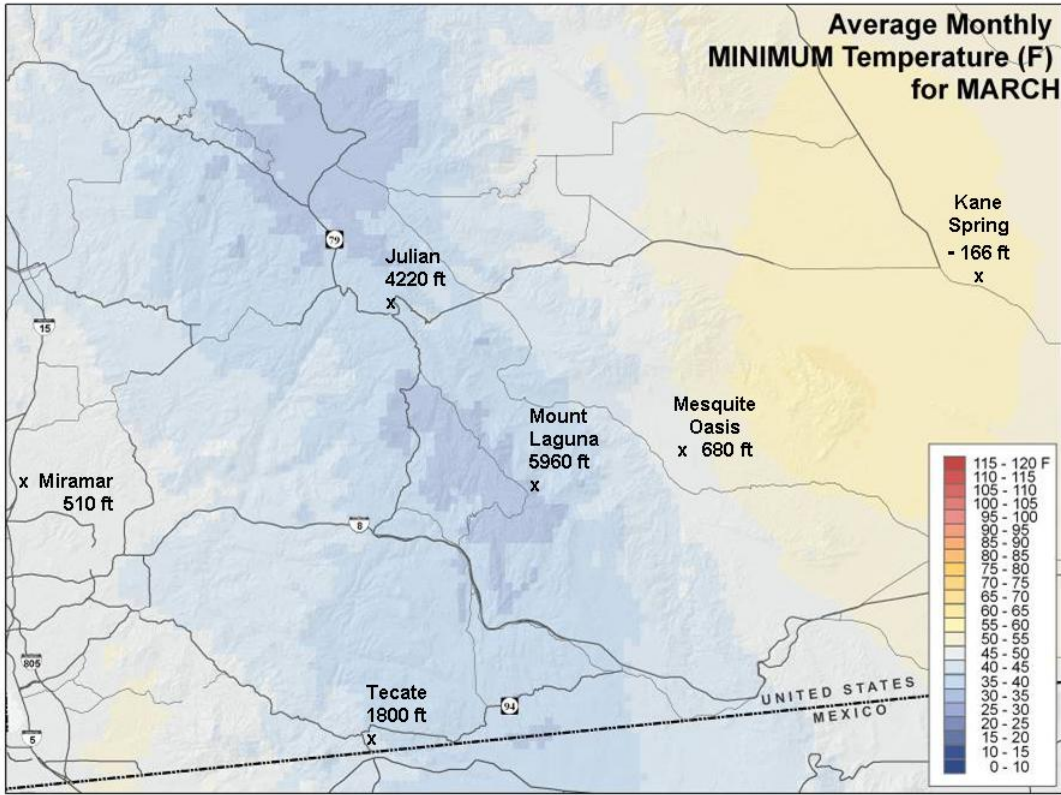 Average Monthly
MINIMUM Temperature (F)
for MARCH
Kane
Spring
- 166 ft
x
79
Julian
4220 ft
x
15
Mount
Laguna
5960 ft
x
Mesquite
Oasis
x 680 ft
x Miramar
510 ft
8
115 - 120 F
110 - 115
105 - 110
100 - 105
95 - 100
90 - 95
85 - 90
80 - 85
75 - 80
70 - 75
65 - 70
60 - 65
55 - 60
50 - 55
45 - 50
40 - 45
35 - 40
30 - 35
25 - 30
20 - 25
15 - 20
10 - 15
0 - 10
805
Tecate
1800 ft
x
94
UNITED STATES
MEXICO
5